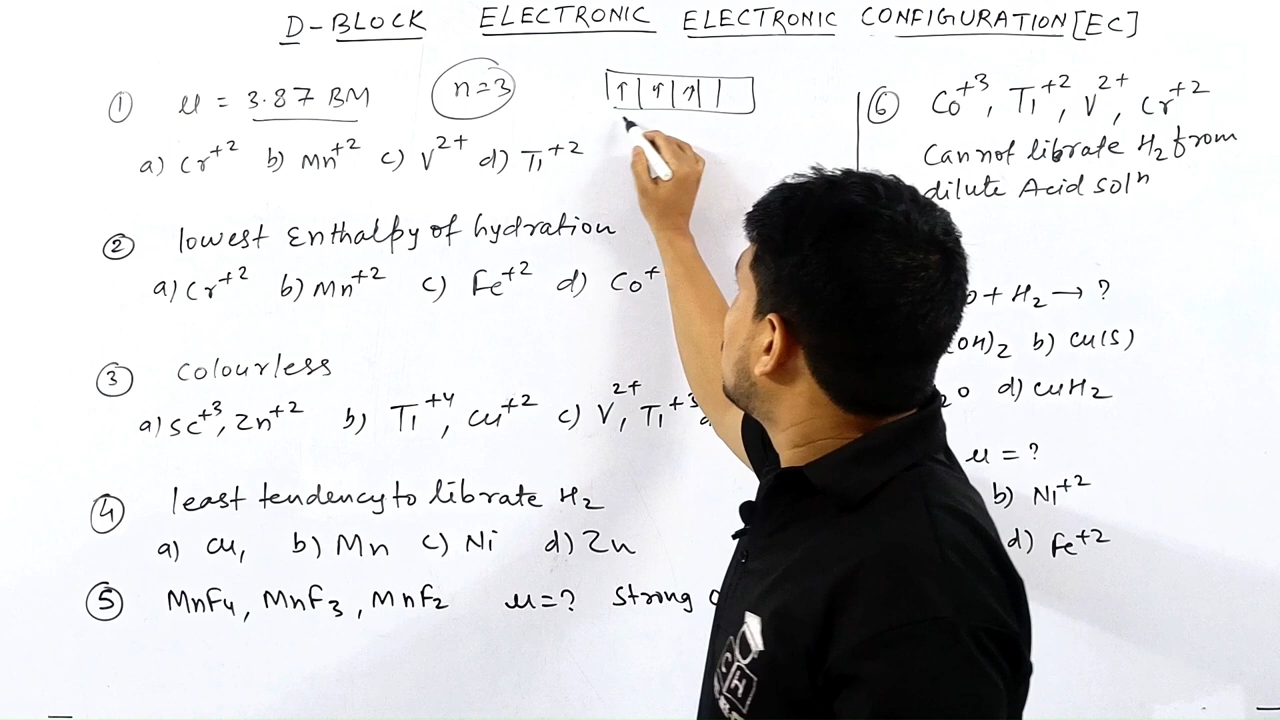 D-BLOCK ELECTRONIC ELECTRONIC CONFIGURATION [EC]
① μ = 3.87 BM n=3 ↑ ↑ ↑
a) Cr+2 b) Mn+2 c) V2+ d) Ti+2
② lowest Enthalpy of hydration
a) Cr+2 b) Mn+2 c) Fe+2 d) Co+
③ colourless
a) Sc+3, Zn+2 b) Ti+4, Cu+2 c) V2+, Ti+3
④ least tendency to librate H2
a) Cu, b) Mn c) Ni d) Zn
⑤ MnF4, MnF3, MnF2 μ=? Strong
⑥ Co+3, Ti+2, V2+, Cr+2
Cannot librate H2 from
dilute Acid soln
+ H2 → ?
(OH)2 b) Cu(s)
d) CuH2
μ = ?
b) Ni+2
d) Fe+2
C
H